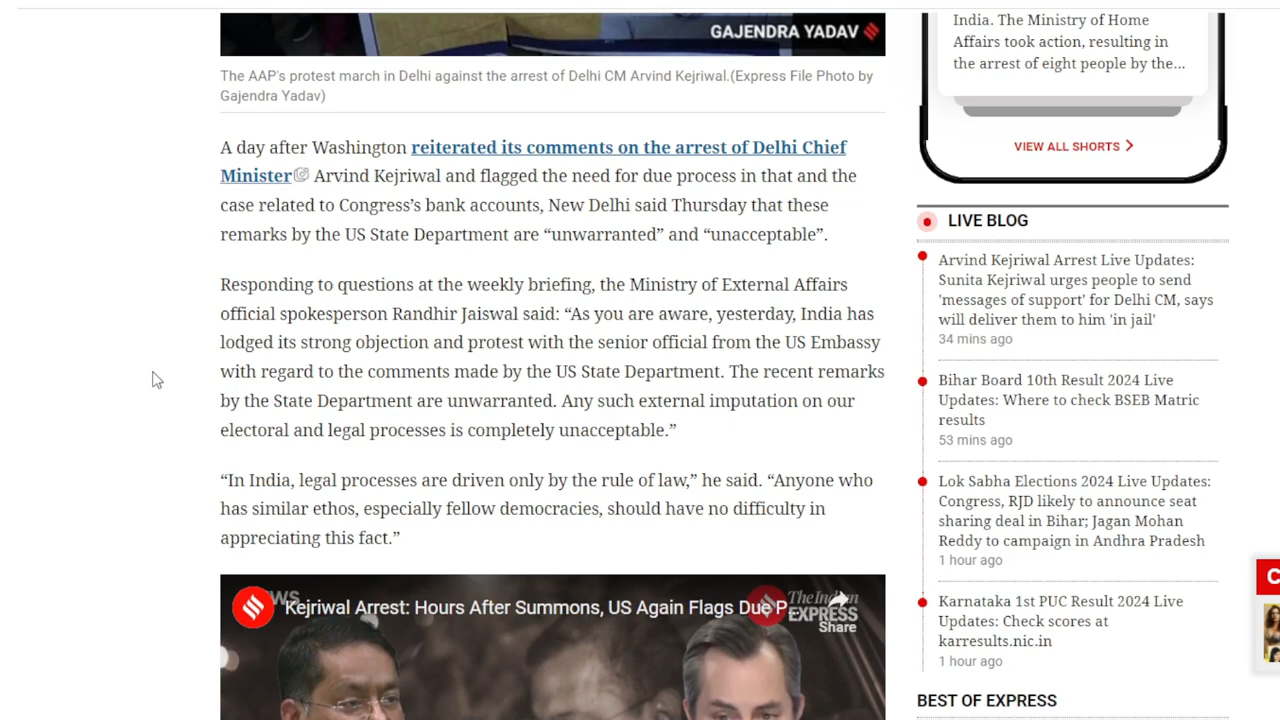 GAJENDRA YADAV
The AAP's protest march in Delhi against the arrest of Delhi CM Arvind Kejriwal.(Express File Photo by
Gajendra Yadav)
A day after Washington reiterated its comments on the arrest of Delhi Chief
Minister Arvind Kejriwal and flagged the need for due process in that and the
case related to Congress’s bank accounts, New Delhi said Thursday that these
remarks by the US State Department are “unwarranted” and “unacceptable”.
Responding to questions at the weekly briefing, the Ministry of External Affairs
official spokesperson Randhir Jaiswal said: “As you are aware, yesterday, India has
lodged its strong objection and protest with the senior official from the US Embassy
with regard to the comments made by the US State Department. The recent remarks
by the State Department are unwarranted. Any such external imputation on our
electoral and legal processes is completely unacceptable.”
“In India, legal processes are driven only by the rule of law,” he said. “Anyone who
has similar ethos, especially fellow democracies, should have no difficulty in
appreciating this fact.”
Kejriwal Arrest: Hours After Summons, US Again Flags Due P...
The Indian
EXPRESS
Share
India. The Ministry of Home
Affairs took action, resulting in
the arrest of eight people by the...
VIEW ALL SHORTS
LIVE BLOG
Arvind Kejriwal Arrest Live Updates:
Sunita Kejriwal urges people to send
'messages of support' for Delhi CM, says
will deliver them to him 'in jail'
34 mins ago
Bihar Board 10th Result 2024 Live
Updates: Where to check BSEB Matric
results
53 mins ago
Lok Sabha Elections 2024 Live Updates:
Congress, RJD likely to announce seat
sharing deal in Bihar; Jagan Mohan
Reddy to campaign in Andhra Pradesh
1 hour ago
Karnataka 1st PUC Result 2024 Live
Updates: Check scores at
karresults.nic.in
1 hour ago
BEST OF EXPRESS